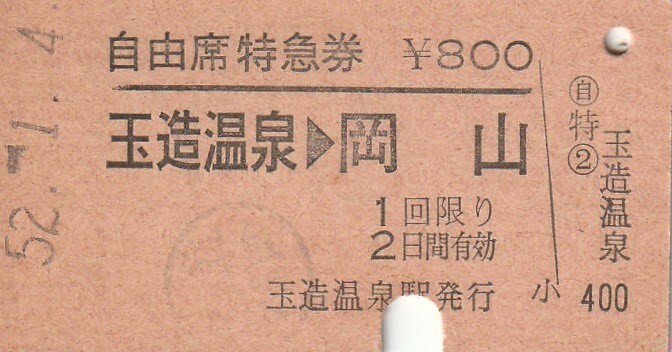 52.-1.4.
自由席特急券 ¥800
玉造温泉▶岡山
1回限り
2日間有効
玉造温泉駅発行
小
㊀特②
玉造温泉
400